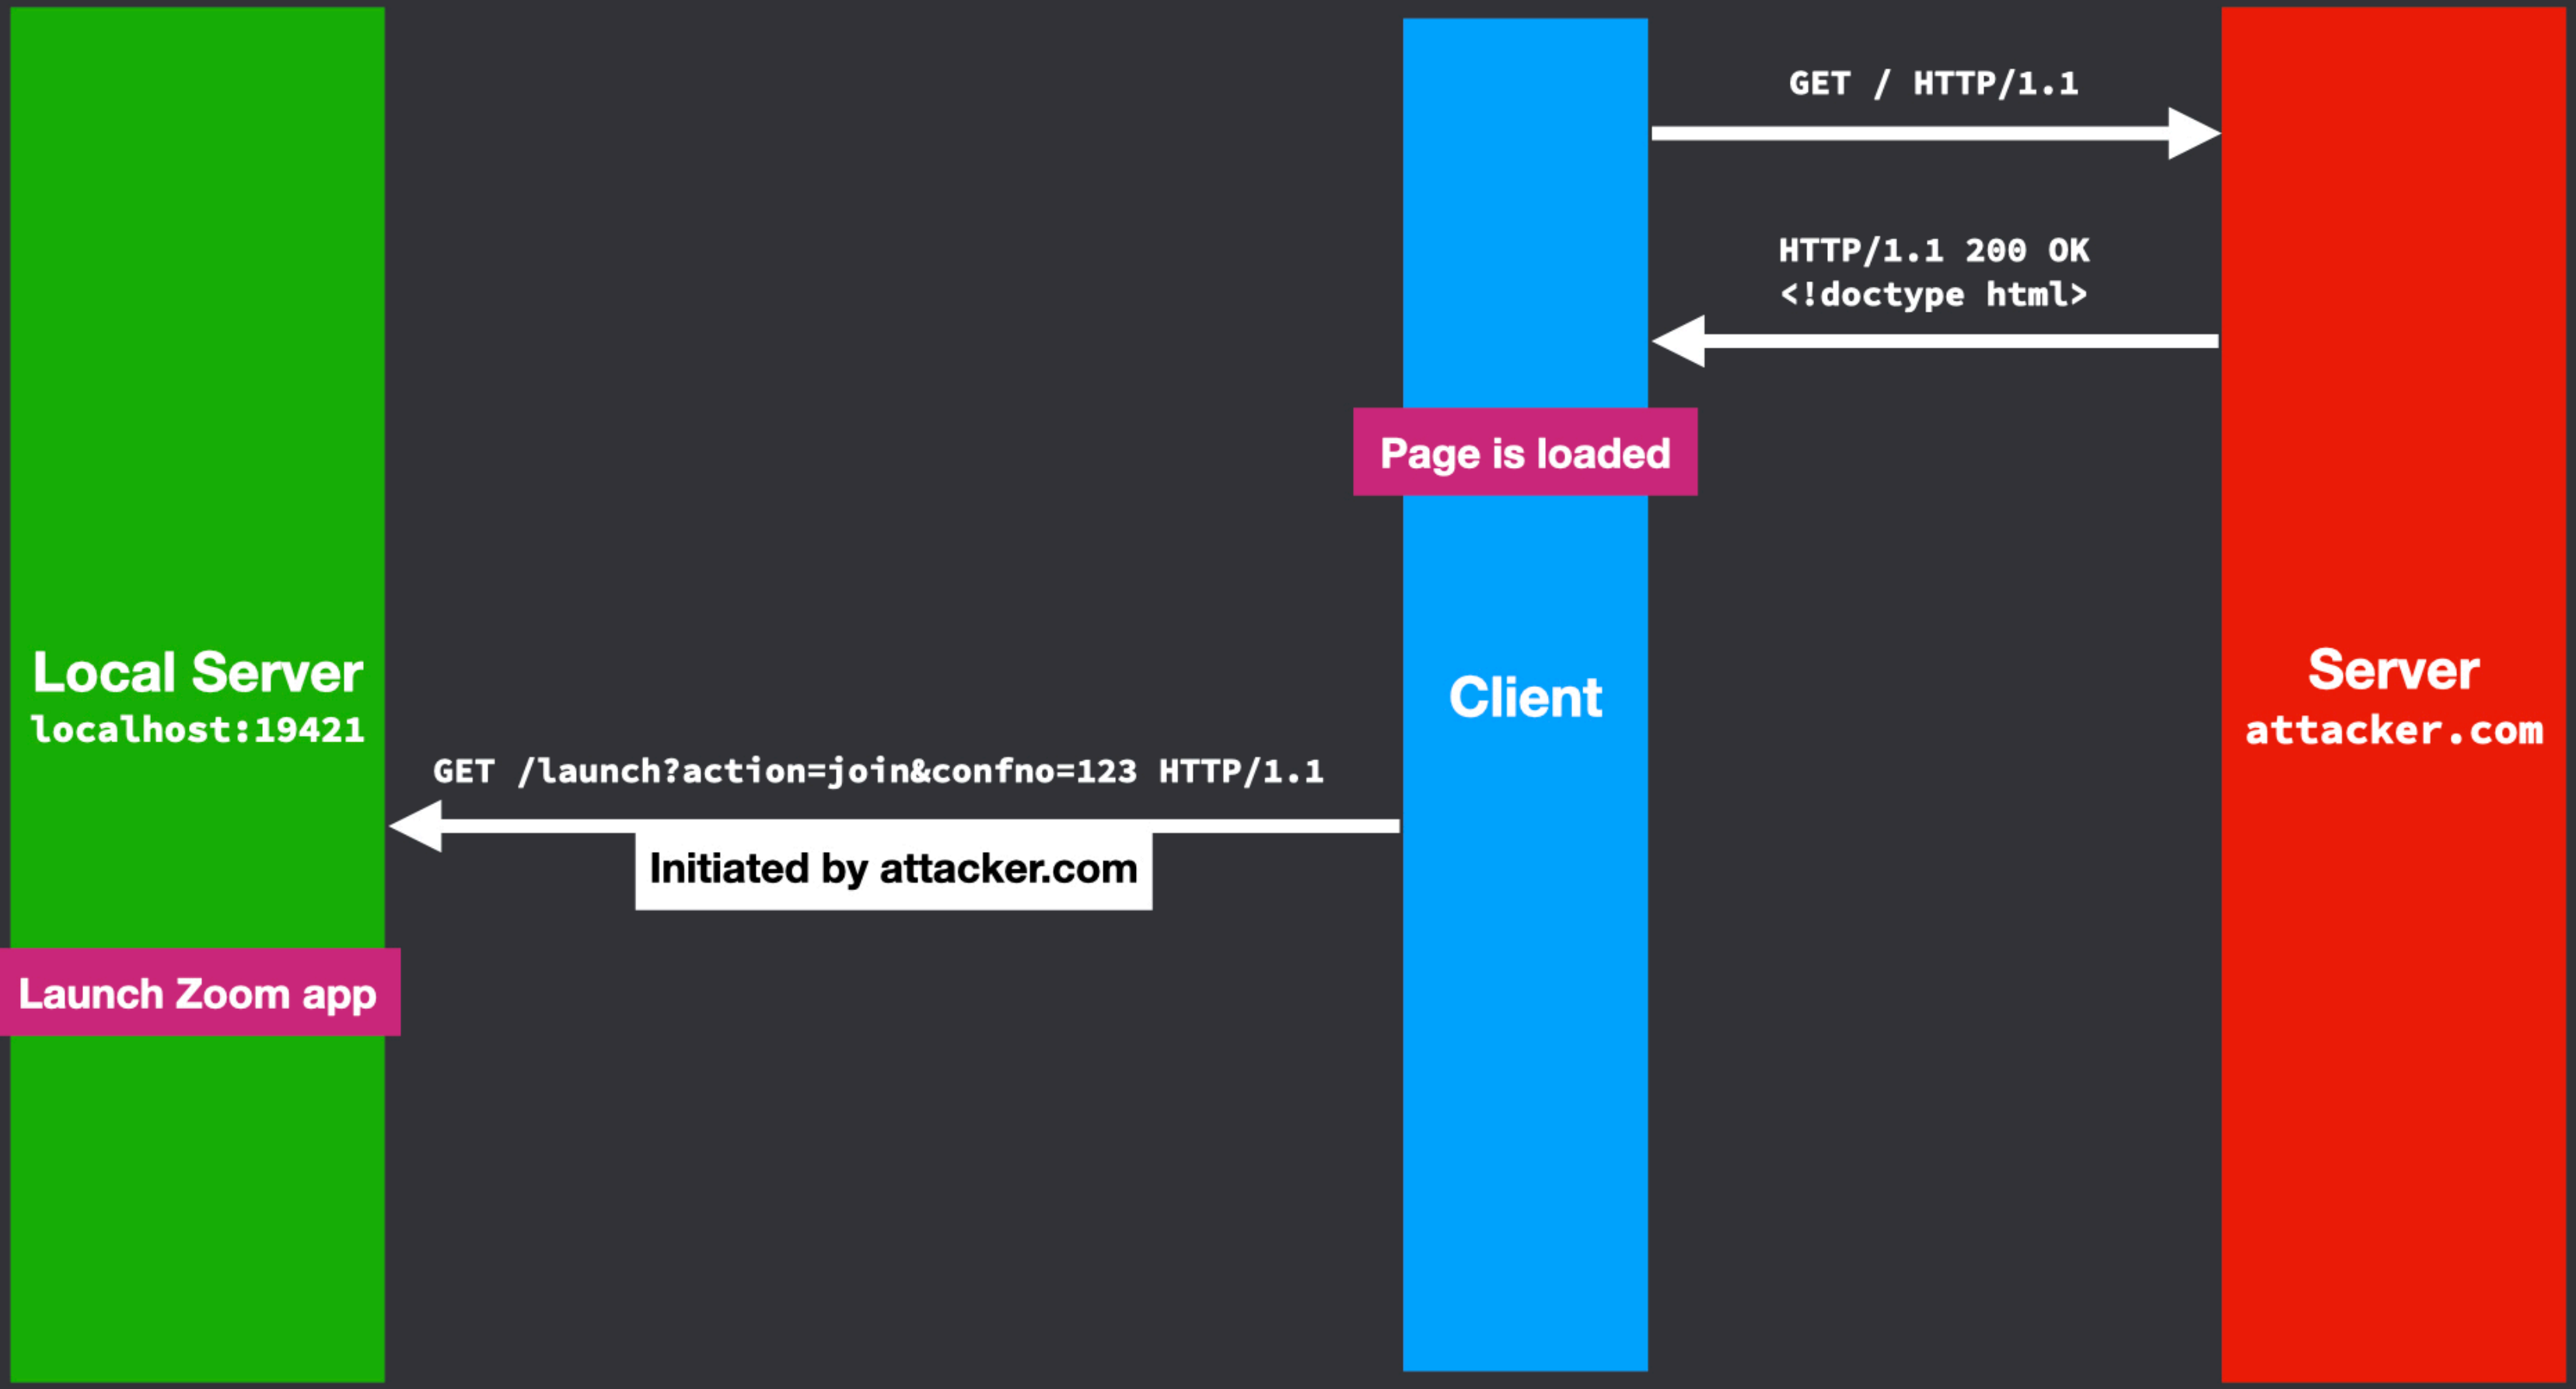 GET / HTTP/1.1
HTTP/1.1 200 OK
<!doctype html>
Page is loaded
Local Server
localhost:19421
Client
Server
attacker.com
GET /launch?action=join&confno=123 HTTP/1.1
Initiated by attacker.com
Launch Zoom app